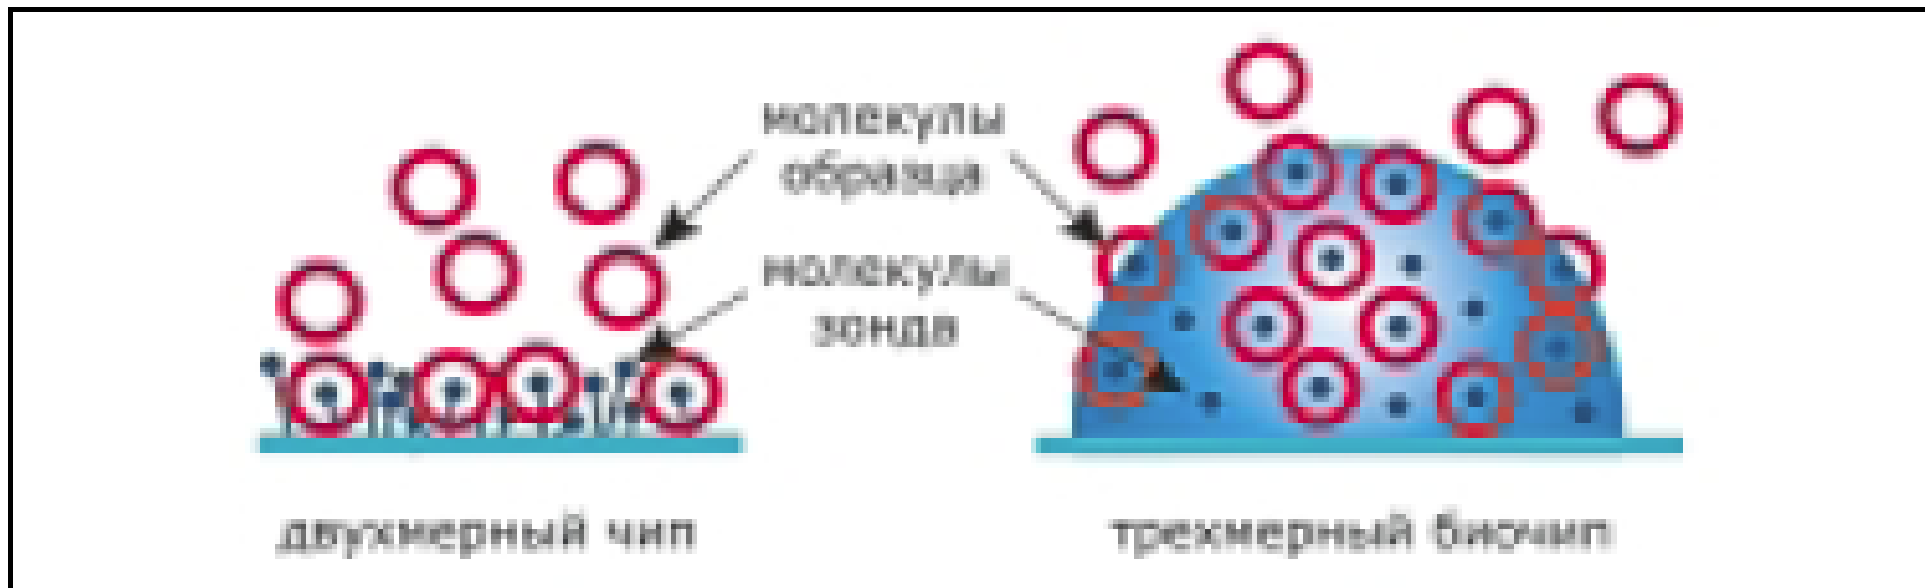 молекулы
образца
молекулы
зонда
двухмерный чип
трехмерный биочип